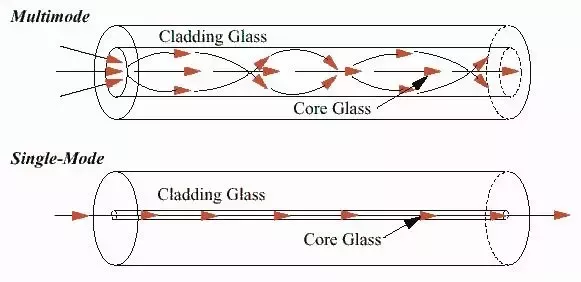 Multimode
Cladding Glass
Core Glass
Single-Mode
Cladding Glass
Core Glass